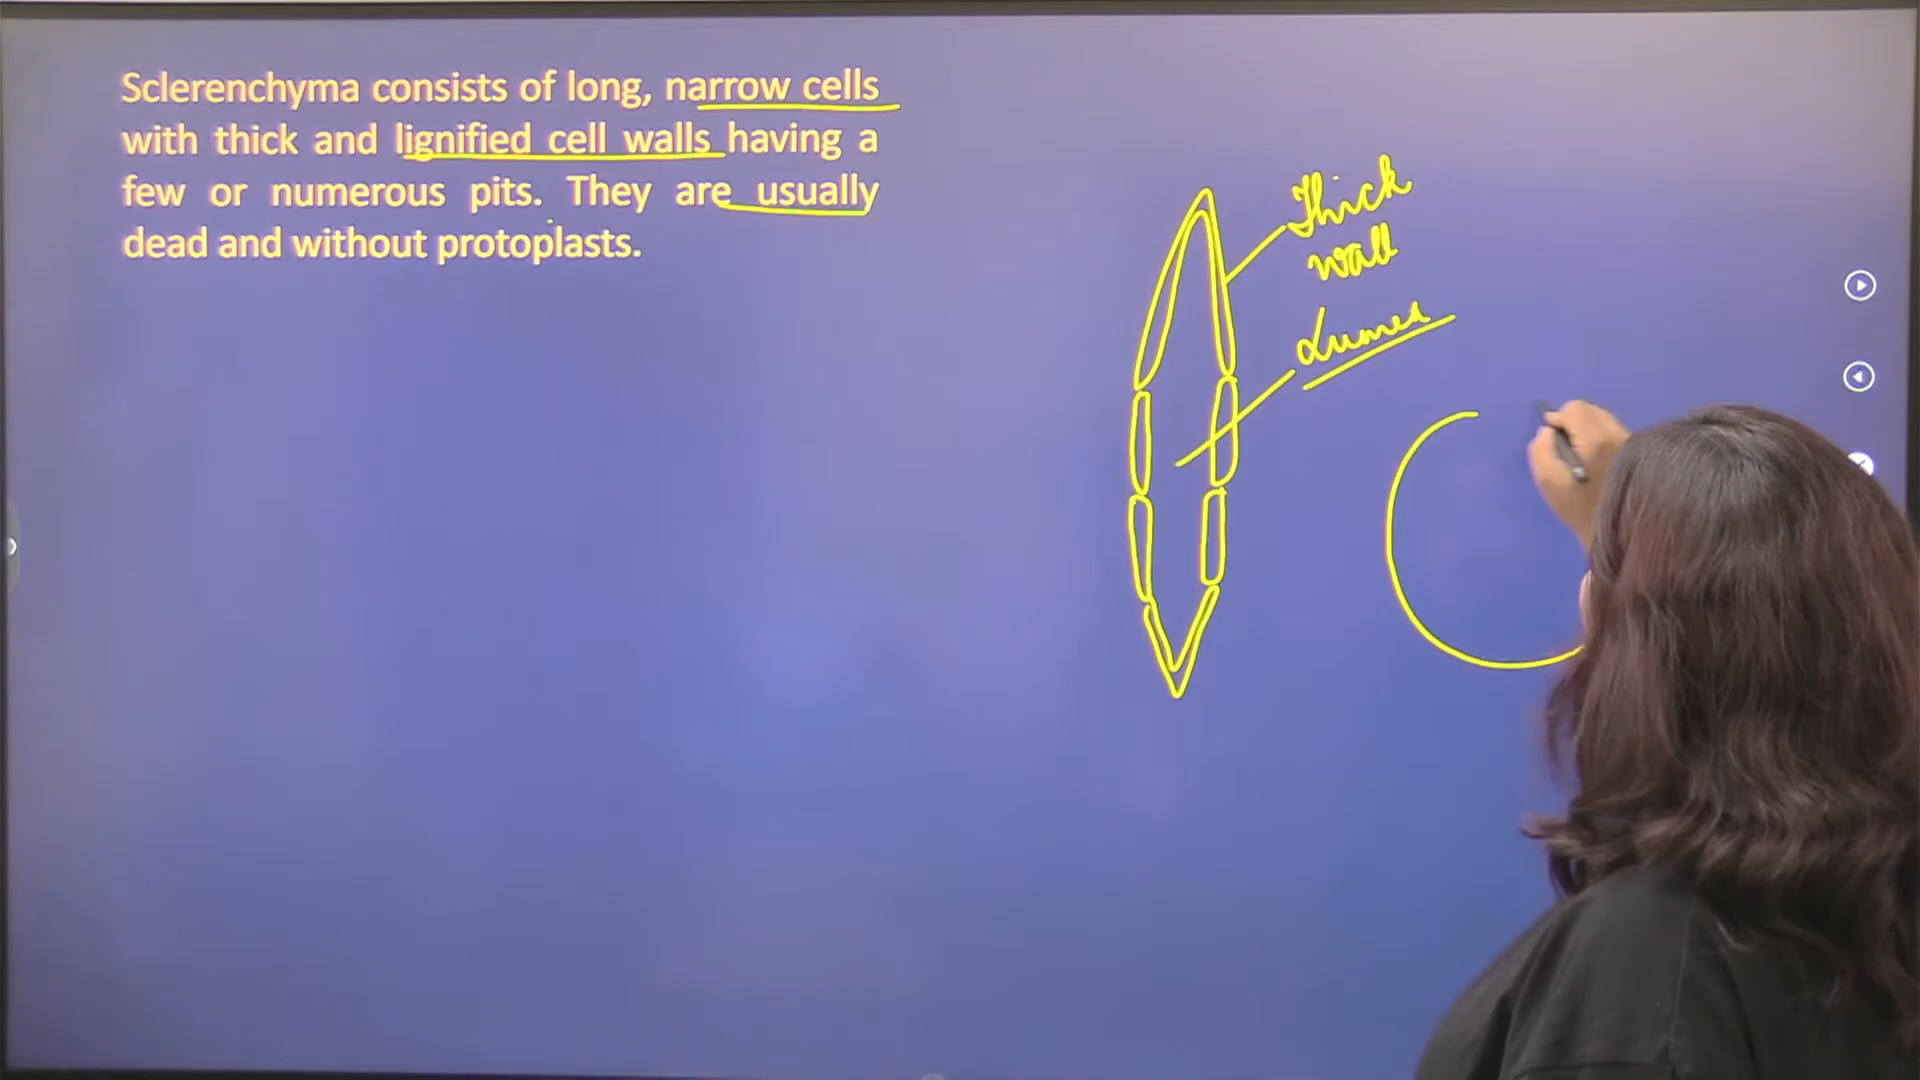 Sclerenchyma consists of long, narrow cells
with thick and lignified cell walls having a
few or numerous pits. They are usually
dead and without protoplasts.
Thick
wall
Lumen